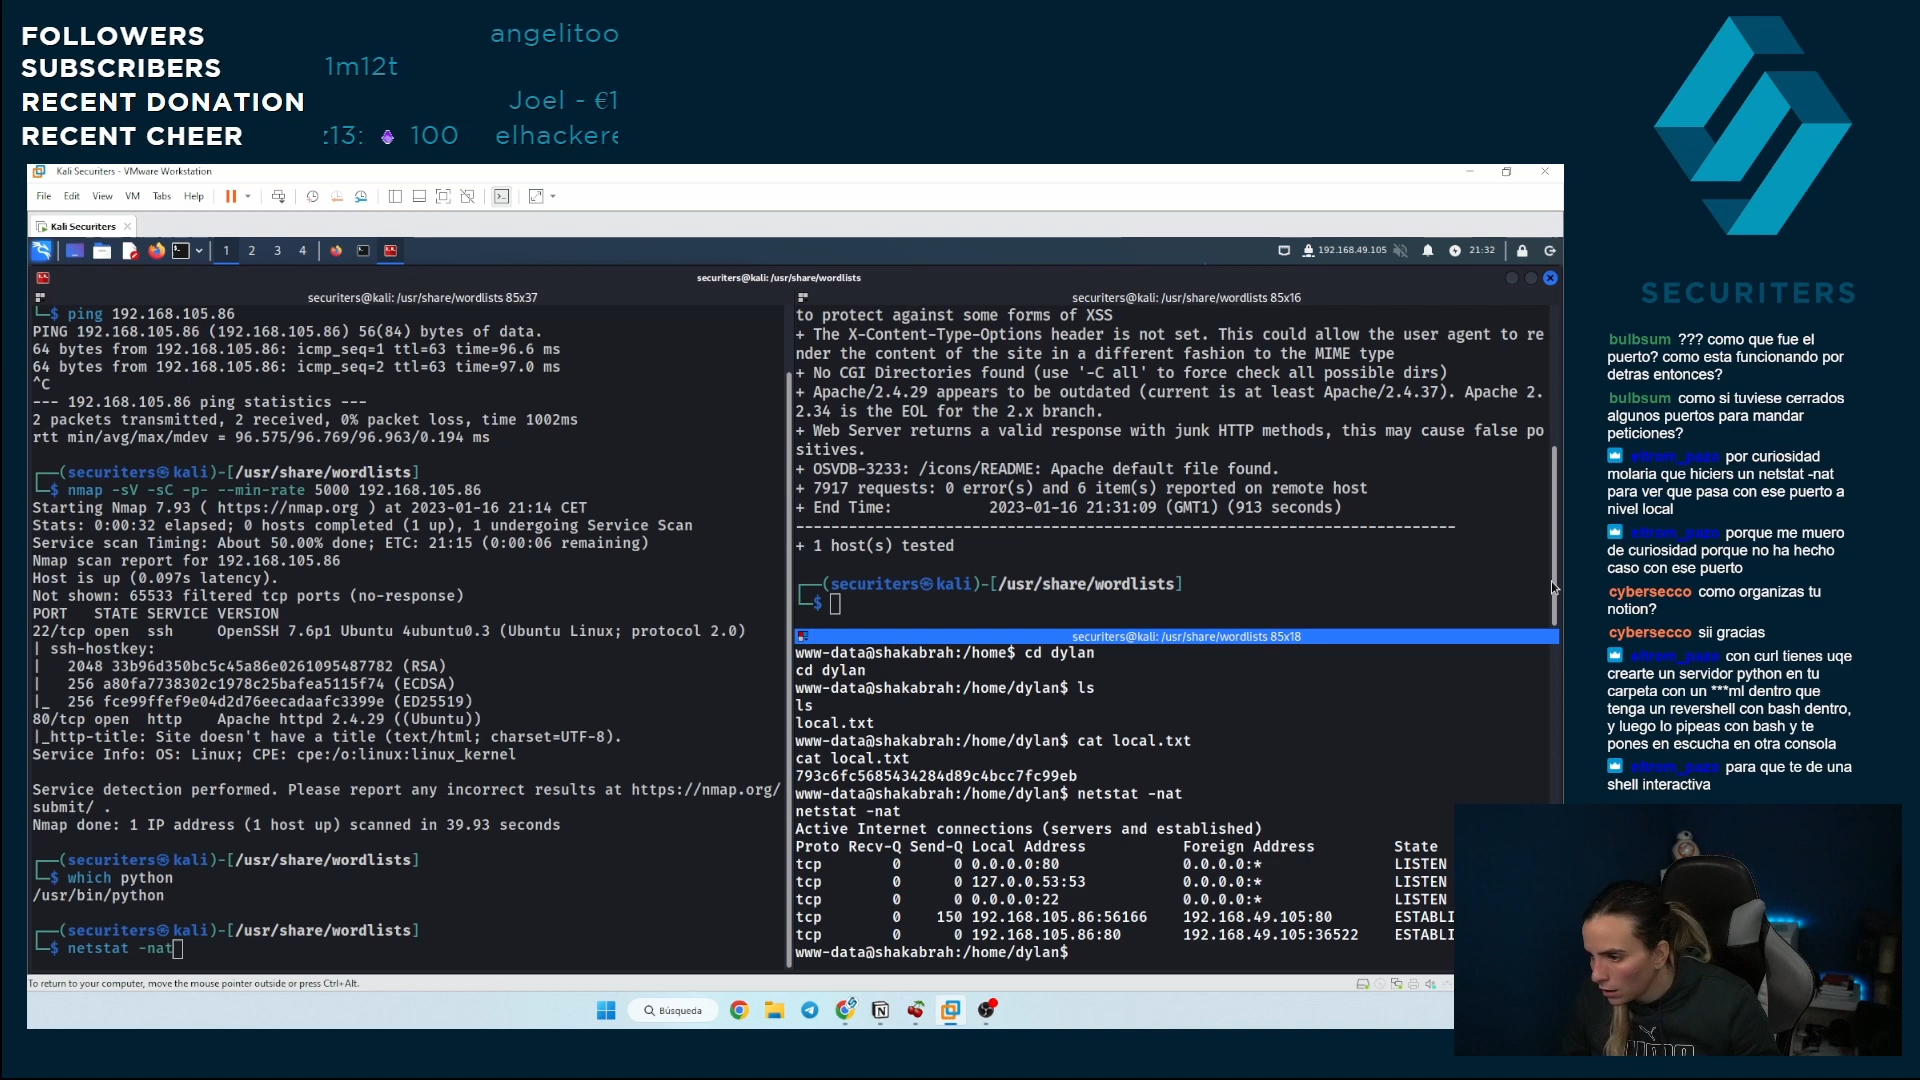 FOLLOWERS
SUBSCRIBERS
RECENT DONATION
RECENT CHEER
angelitoo
1m12t
Joel - €1
z13: 100 elhackere
Kali Securiters - VMware Workstation
File Edit View VM Tabs Help
Kali Securiters
1 2 3 4
192.168.49.105
21:32
securiters@kali: /usr/share/wordlists
securiters@kali: /usr/share/wordlists 85x37
└─$ ping 192.168.105.86
PING 192.168.105.86 (192.168.105.86) 56(84) bytes of data.
64 bytes from 192.168.105.86: icmp_seq=1 ttl=63 time=96.6 ms
64 bytes from 192.168.105.86: icmp_seq=2 ttl=63 time=97.0 ms
^C
--- 192.168.105.86 ping statistics ---
2 packets transmitted, 2 received, 0% packet loss, time 1002ms
rtt min/avg/max/mdev = 96.575/96.769/96.963/0.194 ms
┌──(securiters㉿kali)-[/usr/share/wordlists]
└─$ nmap -sV -sC -p- --min-rate 5000 192.168.105.86
Starting Nmap 7.93 ( https://nmap.org ) at 2023-01-16 21:14 CET
Stats: 0:00:32 elapsed; 0 hosts completed (1 up), 1 undergoing Service Scan
Service scan Timing: About 50.00% done; ETC: 21:15 (0:00:06 remaining)
Nmap scan report for 192.168.105.86
Host is up (0.097s latency).
Not shown: 65533 filtered tcp ports (no-response)
PORT   STATE SERVICE VERSION
22/tcp open  ssh     OpenSSH 7.6p1 Ubuntu 4ubuntu0.3 (Ubuntu Linux; protocol 2.0)
| ssh-hostkey:
|   2048 33b96d350bc5c45a86e0261095487782 (RSA)
|   256 a80fa7738302c1978c25bafea5115f74 (ECDSA)
|_  256 fce99ffef9e04d2d76eecadaafc3399e (ED25519)
80/tcp open  http    Apache httpd 2.4.29 ((Ubuntu))
|_http-title: Site doesn't have a title (text/html; charset=UTF-8).
Service Info: OS: Linux; CPE: cpe:/o:linux:linux_kernel
Service detection performed. Please report any incorrect results at https://nmap.org/
submit/ .
Nmap done: 1 IP address (1 host up) scanned in 39.93 seconds
┌──(securiters㉿kali)-[/usr/share/wordlists]
└─$ which python
/usr/bin/python
┌──(securiters㉿kali)-[/usr/share/wordlists]
└─$ netstat -nat
securiters@kali: /usr/share/wordlists 85x16
to protect against some forms of XSS
+ The X-Content-Type-Options header is not set. This could allow the user agent to re
nder the content of the site in a different fashion to the MIME type
+ No CGI Directories found (use '-C all' to force check all possible dirs)
+ Apache/2.4.29 appears to be outdated (current is at least Apache/2.4.37). Apache 2.
2.34 is the EOL for the 2.x branch.
+ Web Server returns a valid response with junk HTTP methods, this may cause false po
sitives.
+ OSVDB-3233: /icons/README: Apache default file found.
+ 7917 requests: 0 error(s) and 6 item(s) reported on remote host
+ End Time:           2023-01-16 21:31:09 (GMT1) (913 seconds)
---------------------------------------------------------------------------
+ 1 host(s) tested
┌──(securiters㉿kali)-[/usr/share/wordlists]
└─$
securiters@kali: /usr/share/wordlists 85x18
www-data@shakabrah:/home$ cd dylan
cd dylan
www-data@shakabrah:/home/dylan$ ls
ls
local.txt
www-data@shakabrah:/home/dylan$ cat local.txt
cat local.txt
793c6fc5685434284d89c4bcc7fc99eb
www-data@shakabrah:/home/dylan$ netstat -nat
netstat -nat
Active Internet connections (servers and established)
Proto Recv-Q Send-Q Local Address           Foreign Address         State
tcp        0      0 0.0.0.0:80              0.0.0.0:*               LISTEN
tcp        0      0 127.0.0.53:53           0.0.0.0:*               LISTEN
tcp        0      0 0.0.0.0:22              0.0.0.0:*               LISTEN
tcp        0    150 192.168.105.86:56166    192.168.49.105:80       ESTABLI
tcp        0      0 192.168.105.86:80       192.168.49.105:36522    ESTABLI
www-data@shakabrah:/home/dylan$
To return to your computer, move the mouse pointer outside or press Ctrl+Alt.
Búsqueda
SECURITERS
bulbsum ??? como que fue el
puerto? como esta funcionando por
detras entonces?
bulbsum como si tuviese cerrados
algunos puertos para mandar
peticiones?
por curiosidad
molaria que hiciers un netstat -nat
para ver que pasa con ese puerto a
nivel local
porque me muero
de curiosidad porque no ha hecho
caso con ese puerto
cybersecco como organizas tu
notion?
cybersecco sii gracias
con curl tienes uqe
crearte un servidor python en tu
carpeta con un ***ml dentro que
tenga un revershell con bash dentro,
y luego lo pipeas con bash y te
pones en escucha en otra consola
para que te de una
shell interactiva